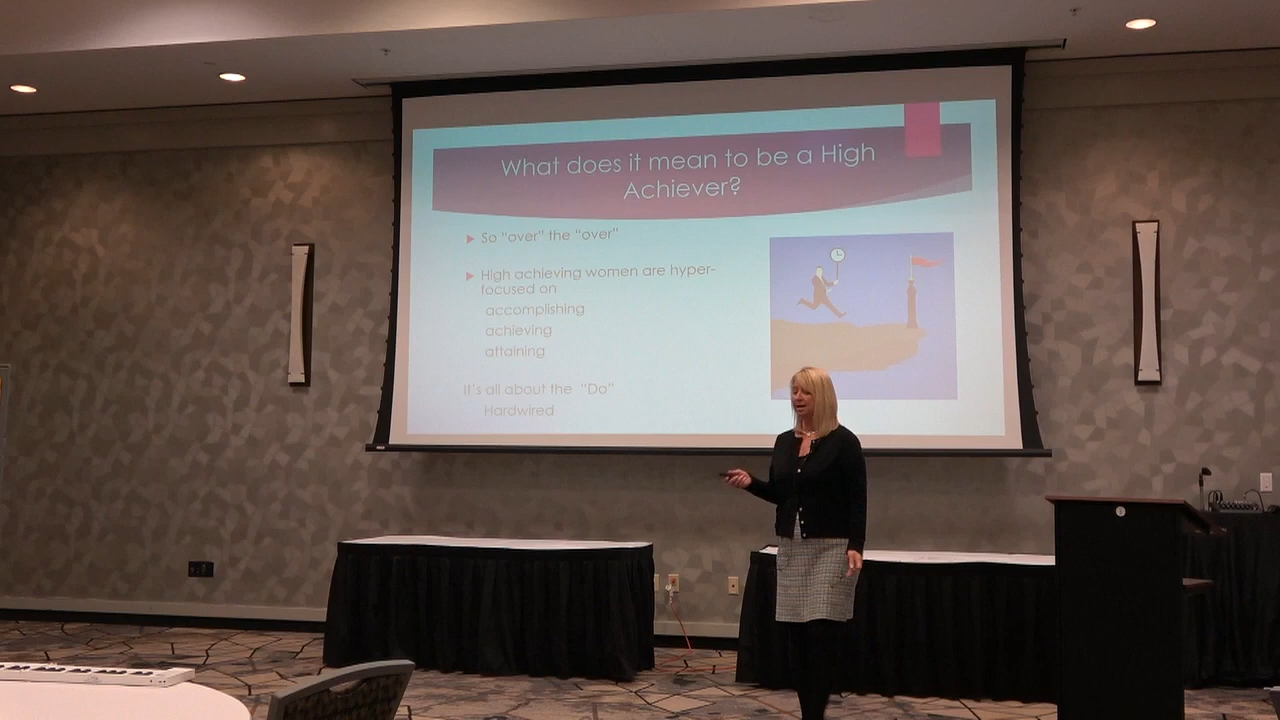 What does it mean to be a High
Achiever?
So “over” the “over”
High achieving women are hyper-
focused on
accomplishing
achieving
attaining
It's all about the “Do”
Hardwired